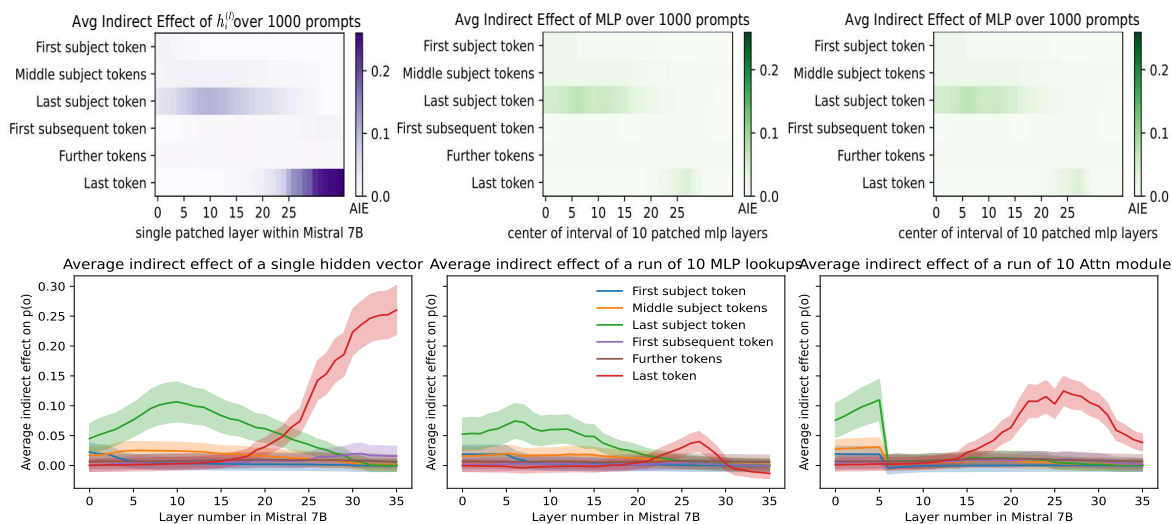 Avg Indirect Effect of h_i^(l) over 1000 prompts
First subject token
Middle subject tokens
Last subject token
First subsequent token
Further tokens
Last token
0.2
0.1
0.0
AIE
0 5 10 15 20 25
single patched layer within Mistral 7B
Avg Indirect Effect of MLP over 1000 prompts
First subject token
Middle subject tokens
Last subject token
First subsequent token
Further tokens
Last token
0.2
0.1
0.0
AIE
0 5 10 15 20 25
center of interval of 10 patched mlp layers
Avg Indirect Effect of MLP over 1000 prompts
First subject token
Middle subject tokens
Last subject token
First subsequent token
Further tokens
Last token
0.2
0.1
0.0
AIE
0 5 10 15 20 25
center of interval of 10 patched mlp layers
Average indirect effect of a single hidden vector
Average indirect effect on p(o)
0.30
0.25
0.20
0.15
0.10
0.05
0.00
0 5 10 15 20 25 30 35
Layer number in Mistral 7B
Average indirect effect of a run of 10 MLP lookups
Average indirect effect on p(o)
First subject token
Middle subject tokens
Last subject token
First subsequent token
Further tokens
Last token
0 5 10 15 20 25 30 35
Layer number in Mistral 7B
Average indirect effect of a run of 10 Attn module
Average indirect effect on p(o)
0 5 10 15 20 25 30 35
Layer number in Mistral 7B